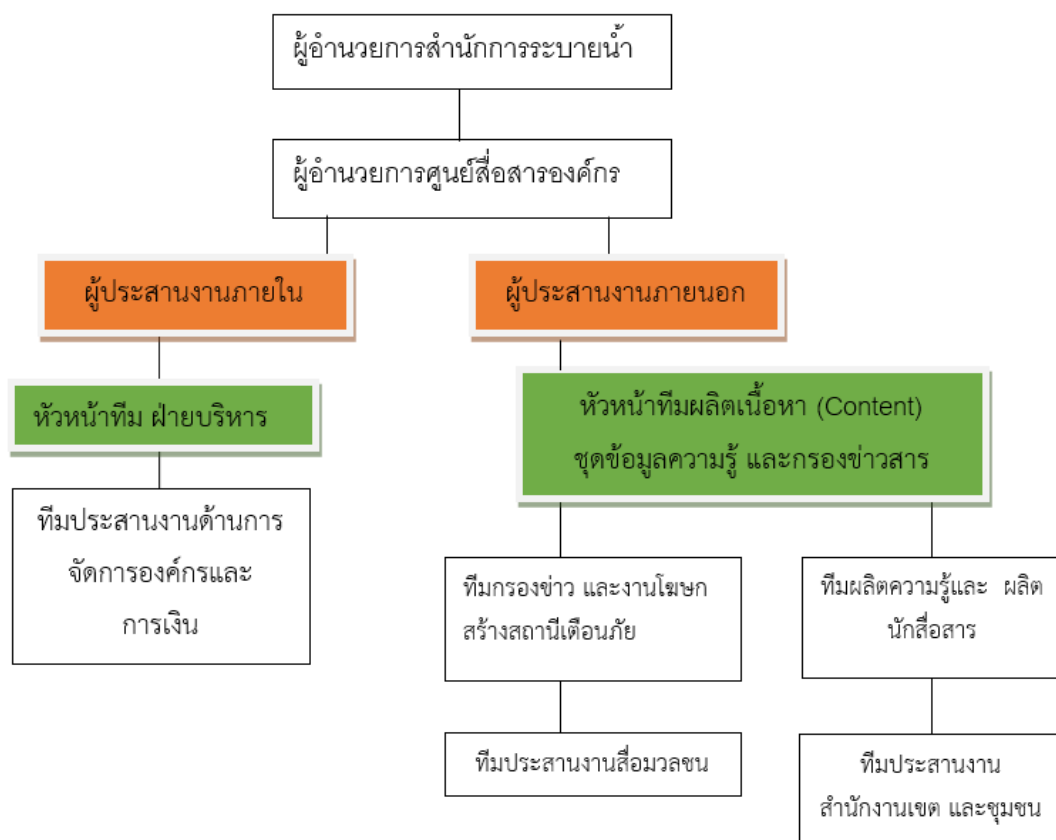 ผู้อำนวยการสำนักการระบายน้ำ
ผู้อำนวยการศูนย์สื่อสารองค์กร
ผู้ประสานงานภายใน
ผู้ประสานงานภายนอก
หัวหน้าทีม ฝ่ายบริหาร
หัวหน้าทีมผลิตเนื้อหา (Content)
ชุดข้อมูลความรู้ และกรองข่าวสาร
ทีมประสานงานด้านการ
จัดการองค์กรและ
การเงิน
ทีมกรองข่าว และงานโฆษก
สร้างสถานีเตือนภัย
ทีมผลิตความรู้และ ผลิต
นักสื่อสาร
ทีมประสานงานสื่อมวลชน
ทีมประสานงาน
สำนักงานเขต และชุมชน